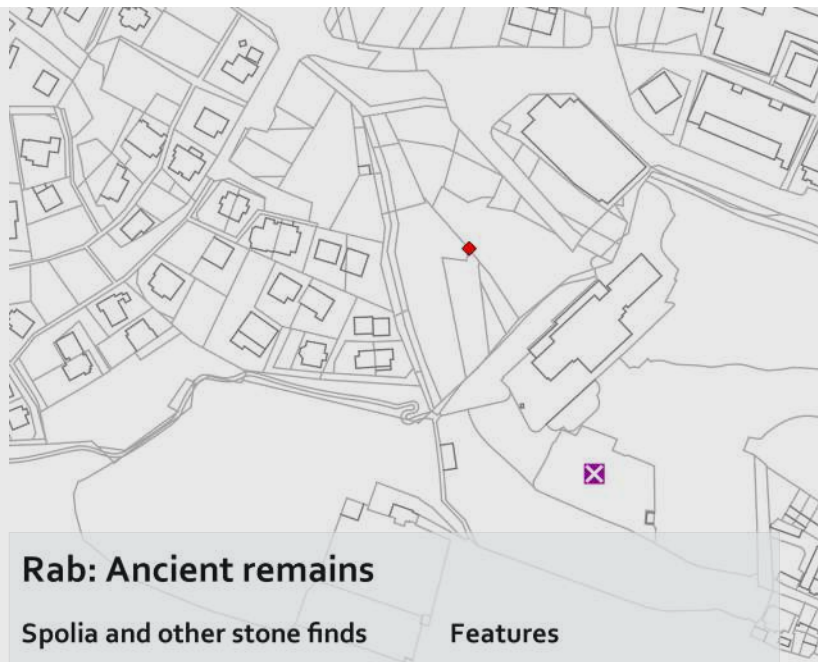 Rab: Ancient remains
Spolia and other stone finds
Features